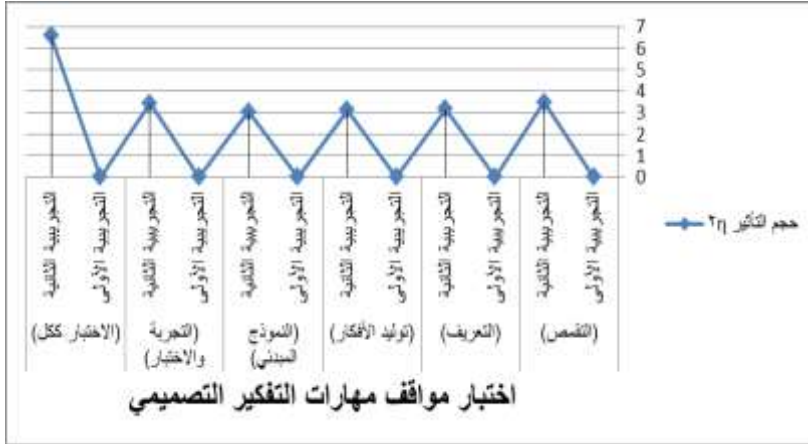 7
6
5
4
3
2
1
0
حجم التأثير η٢
التجريبية الأولى
التجريبية الثانية
التجريبية الأولى
التجريبية الثانية
التجريبية الأولى
التجريبية الثانية
التجريبية الأولى
التجريبية الثانية
التجريبية الأولى
التجريبية الثانية
التجريبية الأولى
التجريبية الثانية
(التقمص)
(التعريف)
(توليد الأفكار)
(النموذج
المبدئي)
(التجربة
والاختبار)
(الاختبار ككل)
اختبار مواقف مهارات التفكير التصميمي